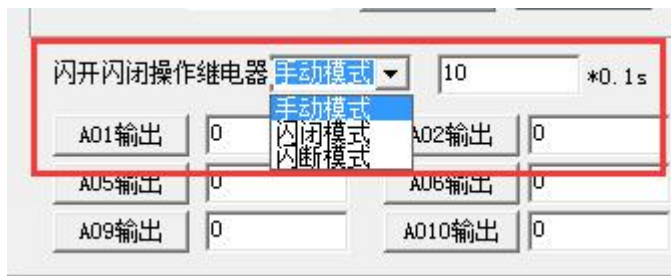 闪开闪闭操作继电器 手动模式 10 *0.1s
手动模式
闪闭模式
闪断模式
A01输出 0 A02输出 0
A05输出 0 A06输出 0
A09输出 0 A010输出 0